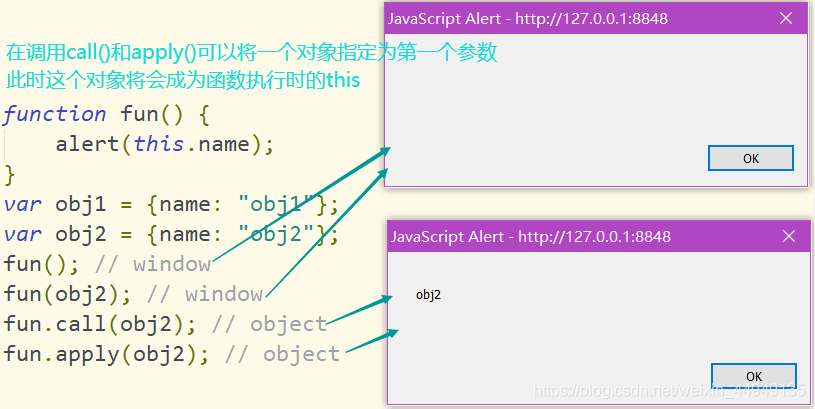 JavaScript Alert - http://127.0.0.1:8848
OK
在调用call()和apply()可以将一个对象指定为第一个参数
此时这个对象将会成为函数执行时的this
function fun() {
    alert(this.name);
}
var obj1 = {name: "obj1"};
var obj2 = {name: "obj2"};
fun(); // window
fun(obj2); // window
fun.call(obj2); // object
fun.apply(obj2); // object
JavaScript Alert - http://127.0.0.1:8848
obj2
OK
https://blog.csdn.net/weixin_44949135